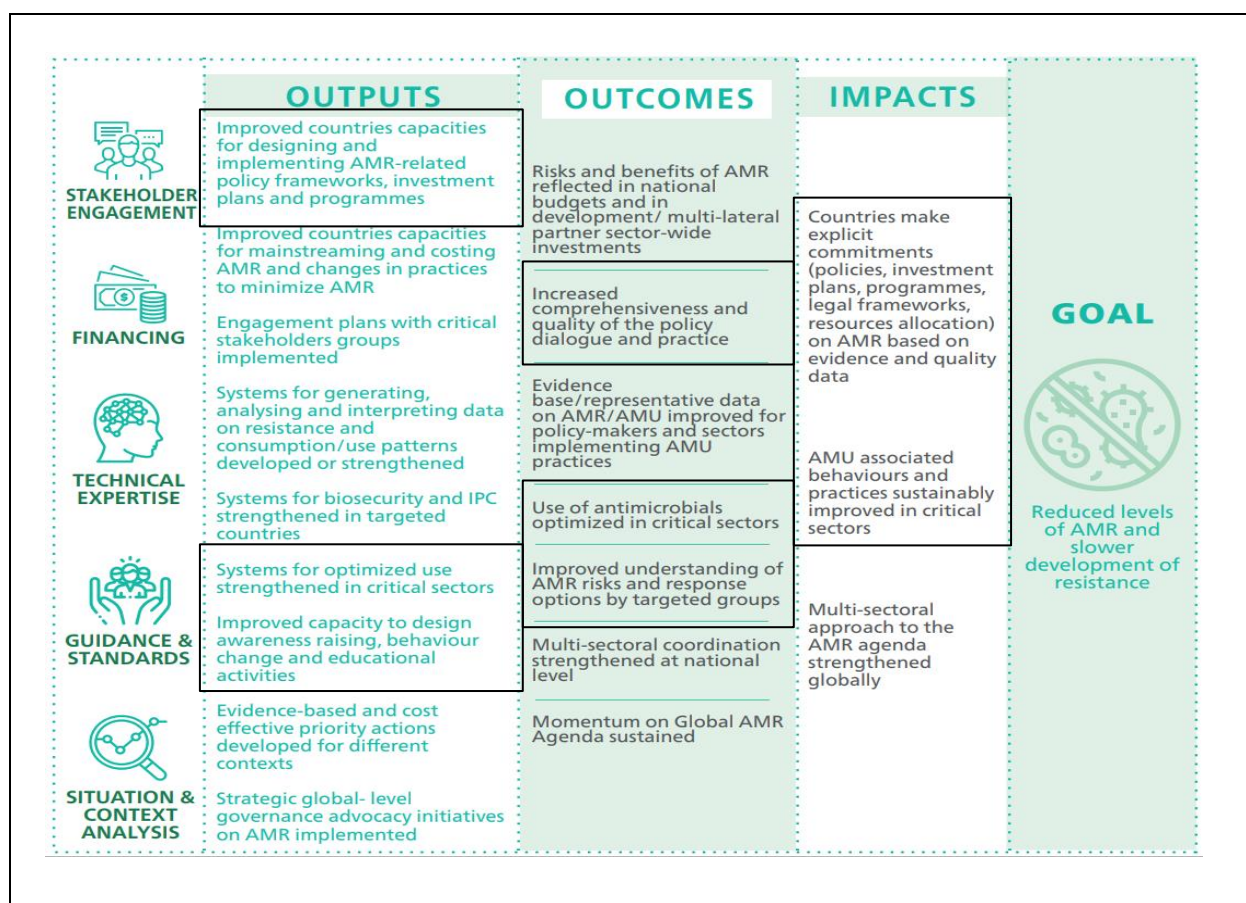 OUTPUTS
OUTCOMES
IMPACTS
STAKEHOLDER
ENGAGEMENT
FINANCING
TECHNICAL
EXPERTISE
GUIDANCE &
STANDARDS
SITUATION &
CONTEXT
ANALYSIS
Improved countries capacities
for designing and
implementing AMR-related
policy frameworks, investment
plans and programmes
Improved countries capacities
for mainstreaming and costing
AMR and changes in practices
to minimize AMR
Engagement plans with critical
stakeholders groups
implemented
Systems for generating,
analysing and interpreting data
on resistance and
consumption/use patterns
developed or strengthened
Systems for biosecurity and IPC
strengthened in targeted
countries
Systems for optimized use
strengthened in critical sectors
Improved capacity to design
awareness raising, behaviour
change and educational
activities
Evidence-based and cost
effective priority actions
developed for different
contexts
Strategic global- level
governance advocacy initiatives
on AMR implemented
Risks and benefits of AMR
reflected in national
budgets and in
development/ multi-lateral
partner sector-wide
investments
Increased
comprehensiveness and
quality of the policy
dialogue and practice
Evidence
base/representative data
on AMR/AMU improved for
policy-makers and sectors
implementing AMU
practices
Use of antimicrobials
optimized in critical sectors
Improved understanding of
AMR risks and response
options by targeted groups
Multi-sectoral coordination
strengthened at national
level
Momentum on Global AMR
Agenda sustained
Countries make
explicit
commitments
(policies, investment
plans, programmes,
legal frameworks,
resources allocation)
on AMR based on
evidence and quality
data
AMU associated
behaviours and
practices sustainably
improved in critical
sectors
Multi-sectoral
approach to the
AMR agenda
strengthened
globally
GOAL
Reduced levels
of AMR and
slower
development of
resistance